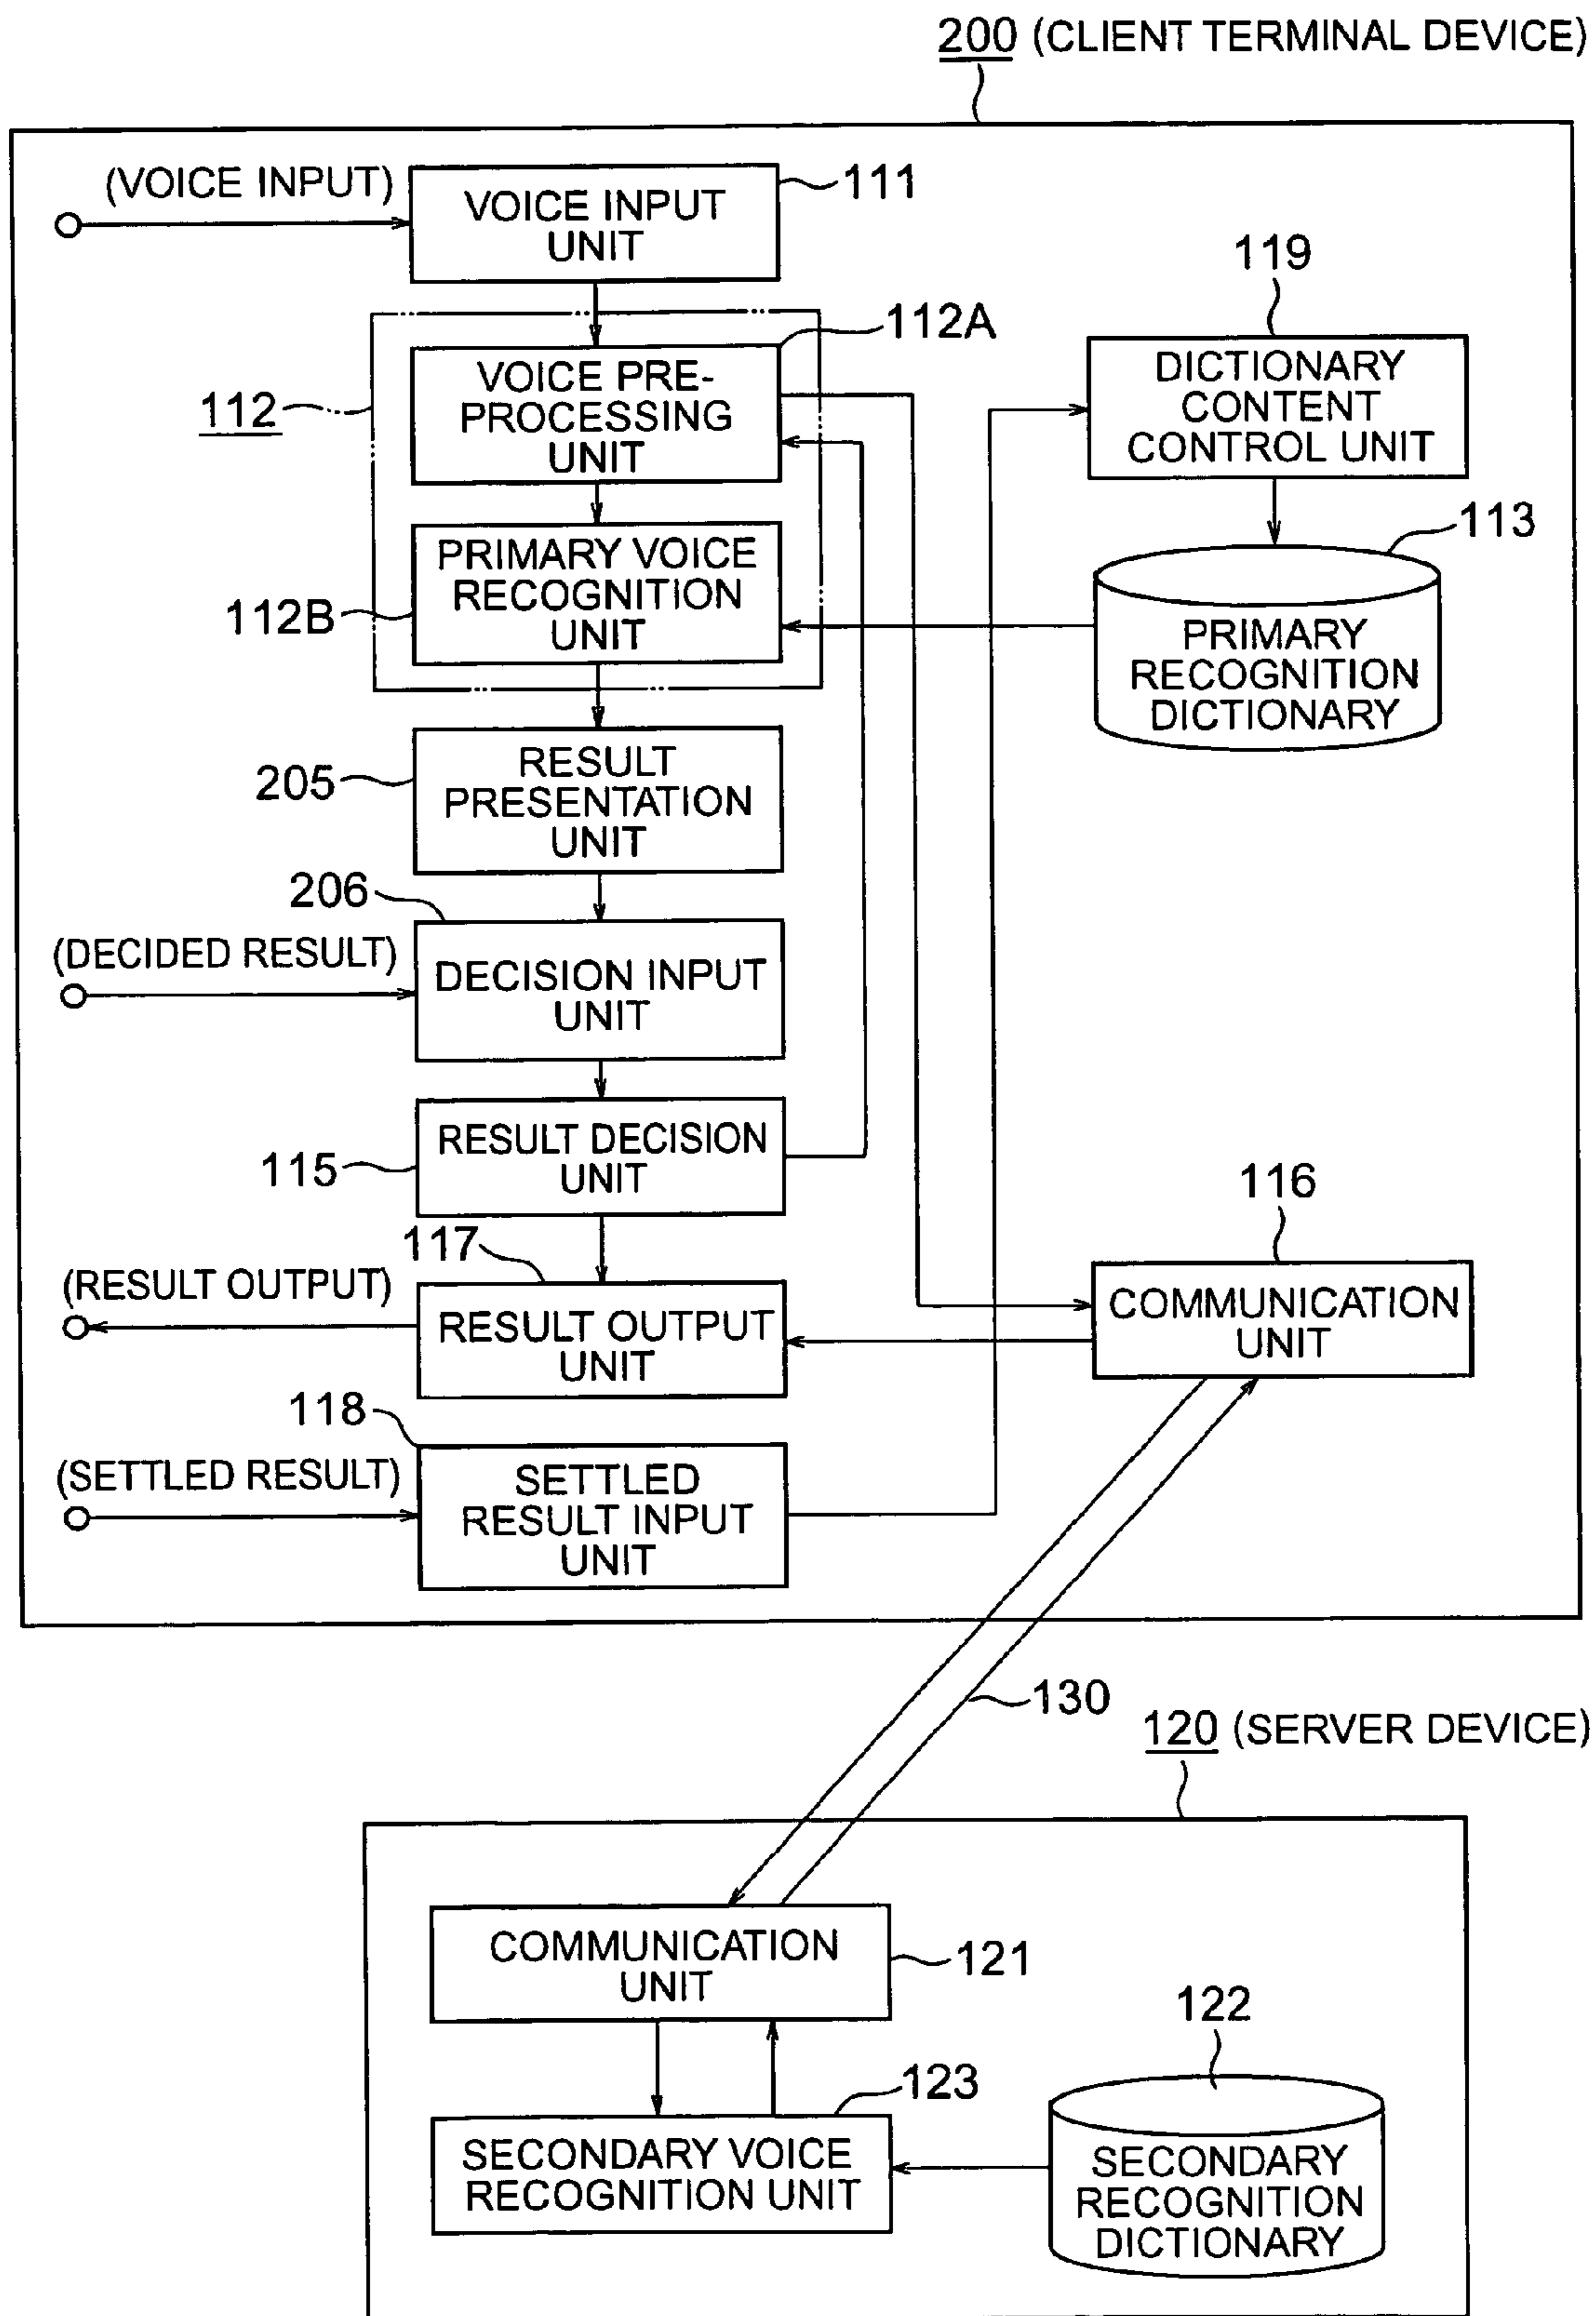 200 (CLIENT TERMINAL DEVICE)
(VOICE INPUT)
VOICE INPUT
UNIT
111
119
112A
VOICE PRE-
PROCESSING
UNIT
112
DICTIONARY
CONTENT
CONTROL UNIT
113
PRIMARY VOICE
RECOGNITION
UNIT
112B
PRIMARY
RECOGNITION
DICTIONARY
205
RESULT
PRESENTATION
UNIT
206
(DECIDED RESULT)
DECISION INPUT
UNIT
115
RESULT DECISION
UNIT
116
117
(RESULT OUTPUT)
RESULT OUTPUT
UNIT
COMMUNICATION
UNIT
118
(SETTLED RESULT)
SETTLED
RESULT INPUT
UNIT
130
120 (SERVER DEVICE)
COMMUNICATION
UNIT
121
122
123
SECONDARY VOICE
RECOGNITION UNIT
SECONDARY
RECOGNITION
DICTIONARY